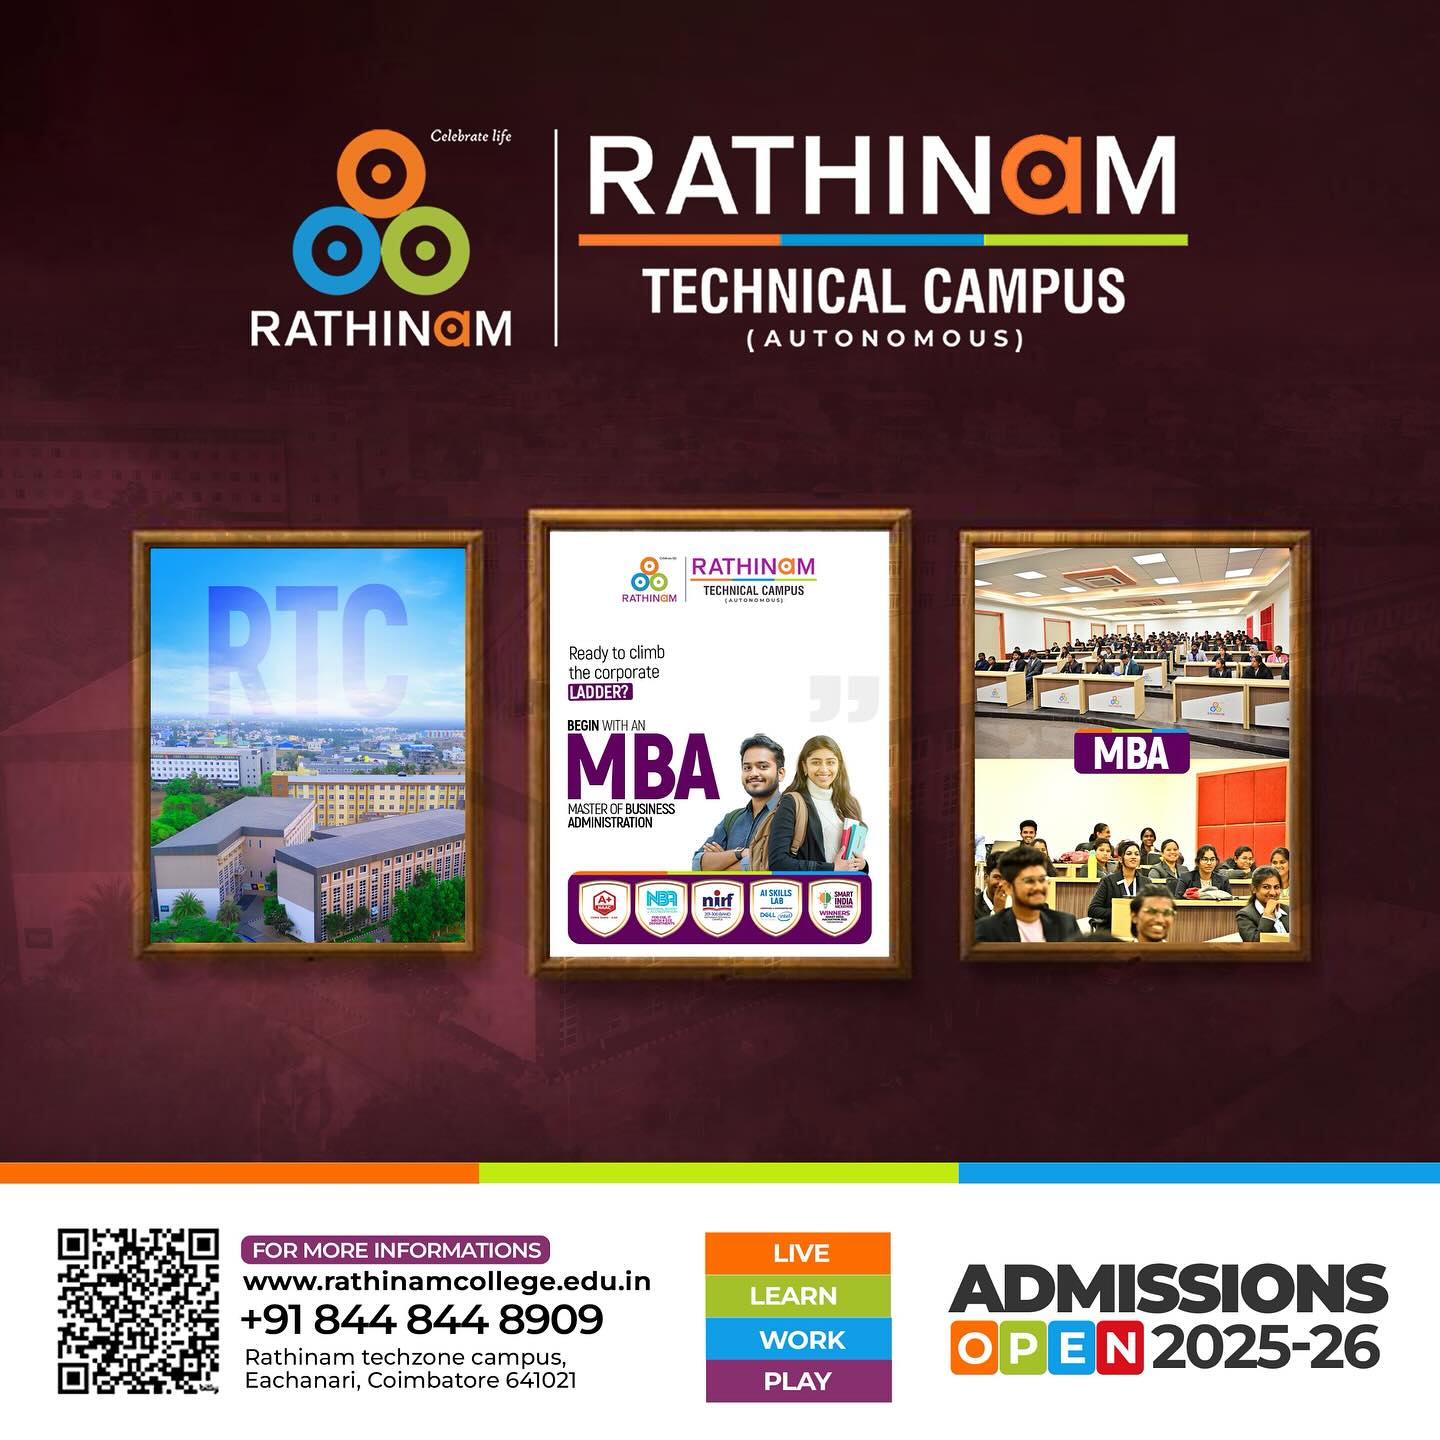 Celebrate life
RATHINam
RATHINam
TECHNICAL CAMPUS
(AUTONOMOUS)
RTC
RATHINam
RATHINam
TECHNICAL CAMPUS
(AUTONOMOUS)
Ready to climb
the corporate
LADDER?
BEGIN WITH AN
MBA
MASTER OF BUSINESS
ADMINISTRATION
A+
NAAC
NBA
nirf
AI SKILLS
LAB
DELL
intel
SMART
INDIA
HACKATHON
WINNERS
MBA
FOR MORE INFORMATIONS
www.rathinamcollege.edu.in
+91 844 844 8909
Rathinam techzone campus,
Eachanari, Coimbatore 641021
LIVE
LEARN
WORK
PLAY
ADMISSIONS
OPEN 2025-26